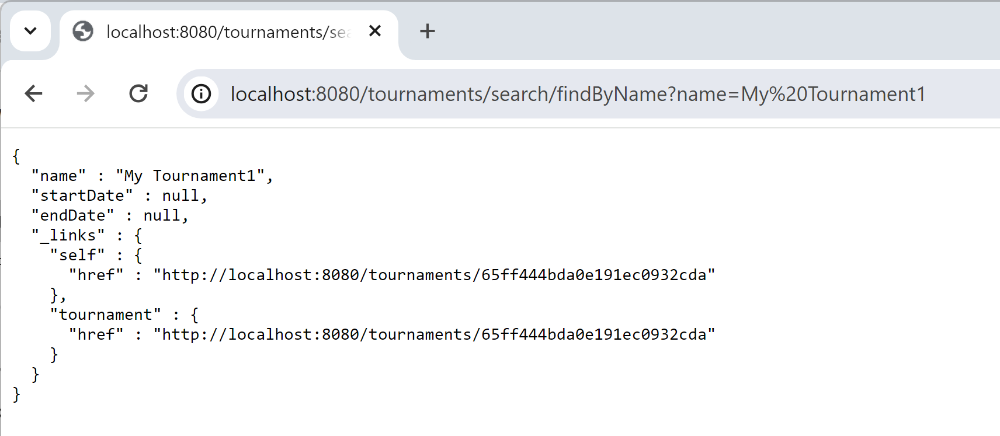 localhost:8080/tournaments/sea
localhost:8080/tournaments/search/findByName?name=My%20Tournament1
{
  "name" : "My Tournament1",
  "startDate" : null,
  "endDate" : null,
  "_links" : {
    "self" : {
      "href" : "http://localhost:8080/tournaments/65ff444bda0e191ec0932cda"
    },
    "tournament" : {
      "href" : "http://localhost:8080/tournaments/65ff444bda0e191ec0932cda"
    }
  }
}